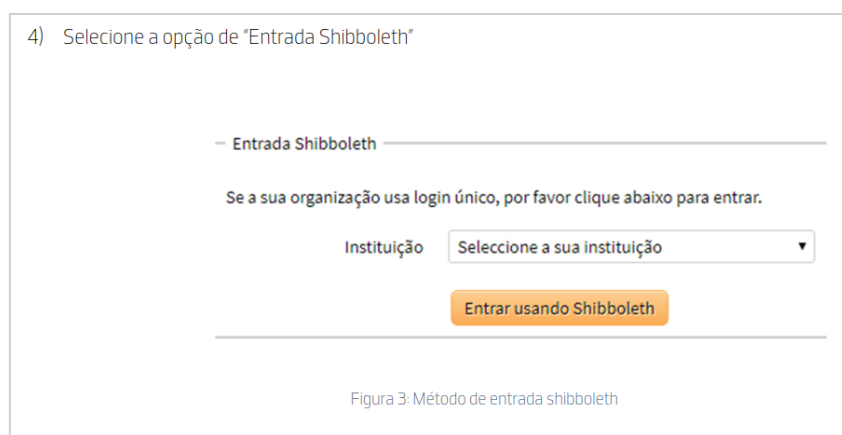 4) Selecione a opção de "Entrada Shibboleth"
Entrada Shibboleth
Se a sua organização usa login único, por favor clique abaixo para entrar.
Instituição Seleccione a sua instituição
Entrar usando Shibboleth
Figura 3: Método de entrada shibboleth